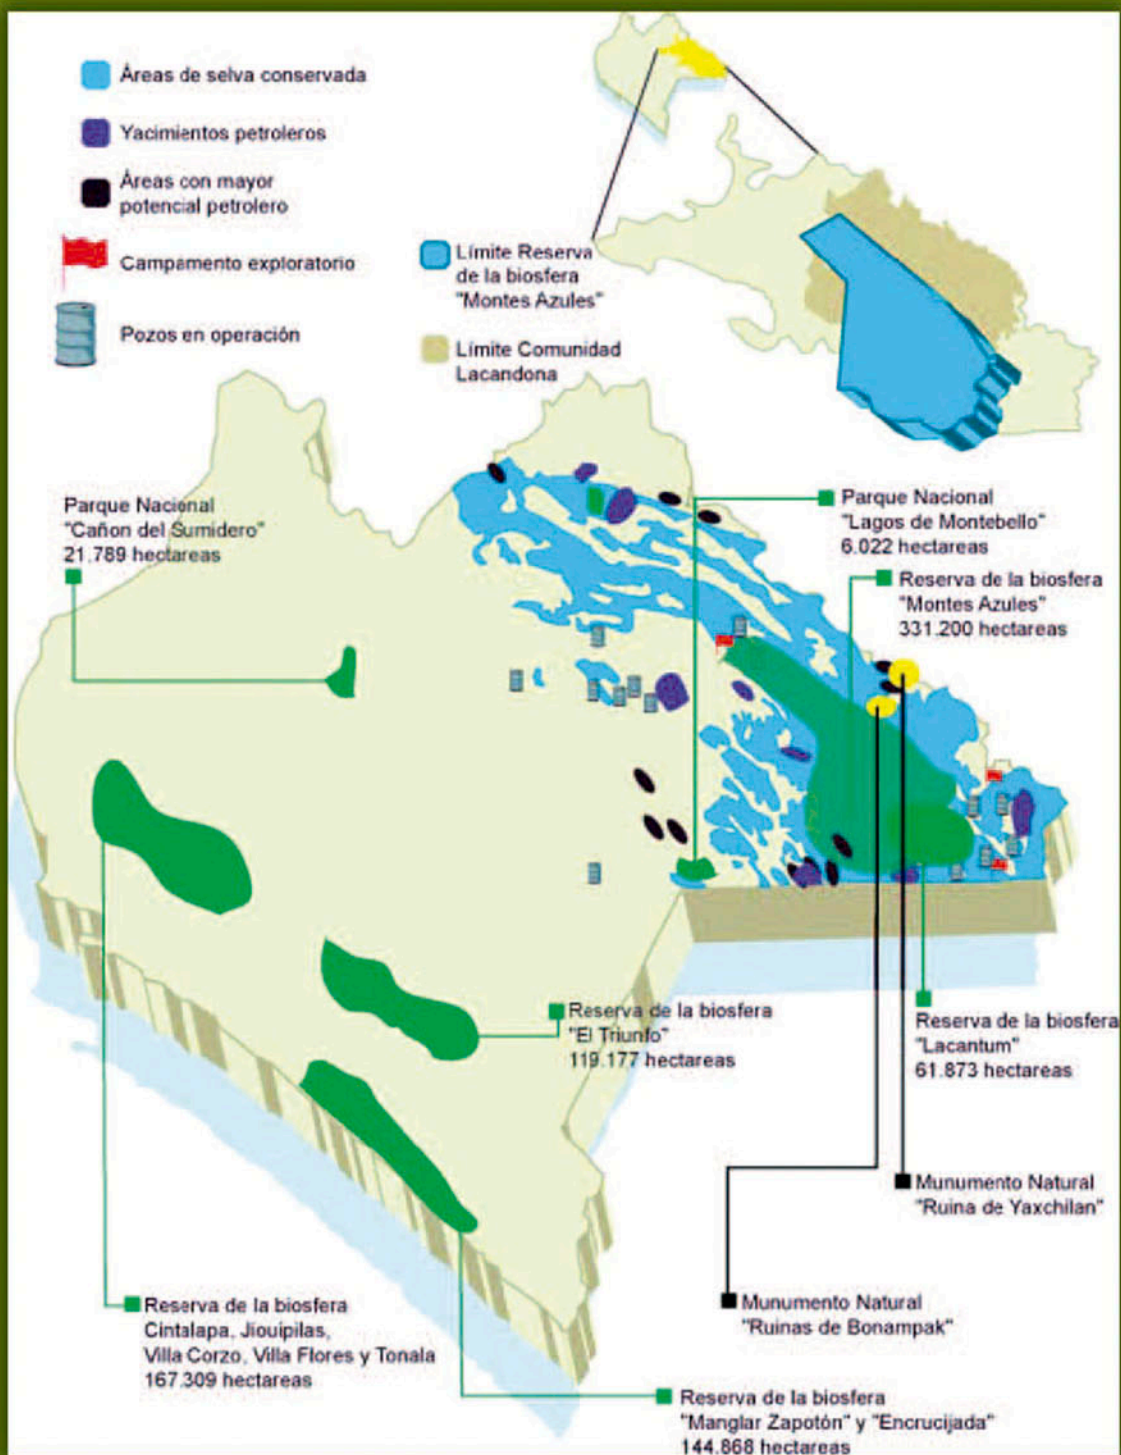 Áreas de selva conservada
Yacimientos petroleros
Áreas con mayor
potencial petrolero
Campamento exploratorio
Pozos en operación
Límite Reserva
de la biosfera
"Montes Azules"
Límite Comunidad
Lacandona
Parque Nacional
"Cañon del Sumidero"
21.789 hectareas
Parque Nacional
"Lagos de Montebello"
6.022 hectareas
Reserva de la biosfera
"Montes Azules"
331.200 hectareas
Reserva de la biosfera
"El Triunfo"
119.177 hectareas
Reserva de la biosfera
"Lacantum"
61.873 hectareas
Munumento Natural
"Ruina de Yaxchilan"
Munumento Natural
"Ruinas de Bonampak"
Reserva de la biosfera
Cintalapa, Jiouipilas,
Villa Corzo, Villa Flores y Tonala
167.309 hectareas
Reserva de la biosfera
"Manglar Zapotón" y "Encrucijada"
144.868 hectareas